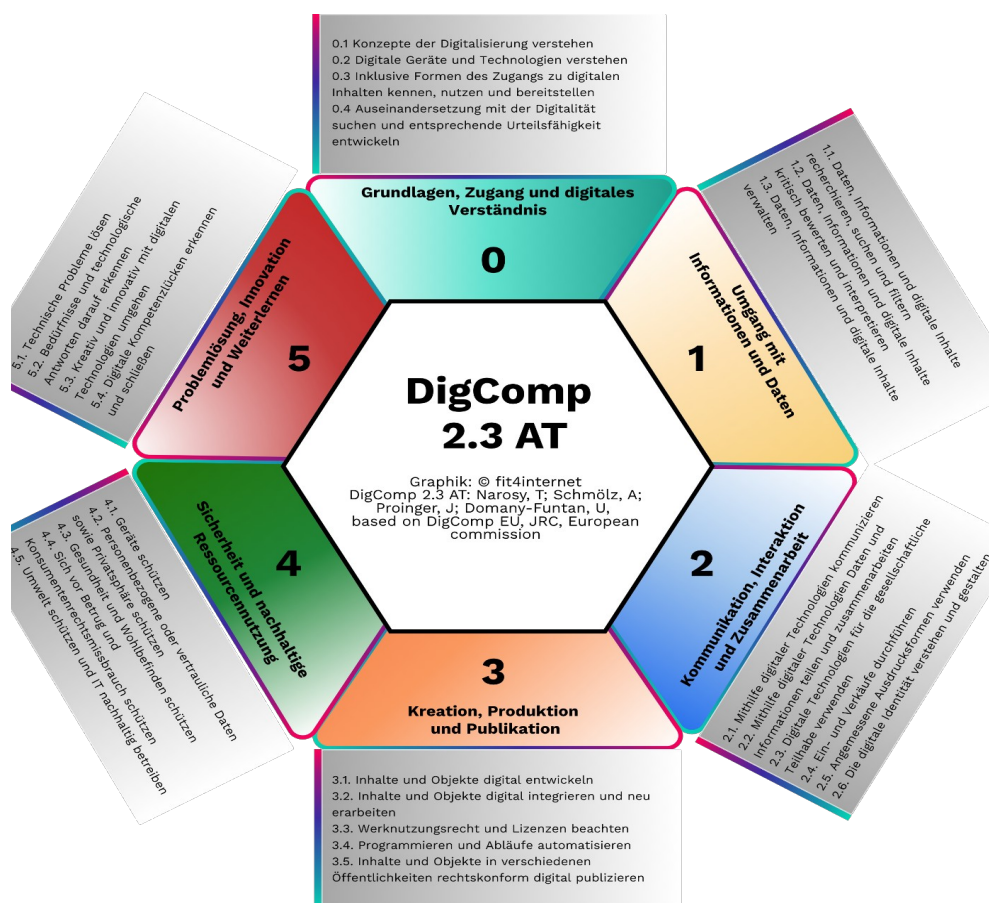 0.1 Konzepte der Digitalisierung verstehen
0.2 Digitale Geräte und Technologien verstehen
0.3 Inklusive Formen des Zugangs zu digitalen
Inhalten kennen, nutzen und bereitstellen
0.4 Auseinandersetzung mit der Digitalität
suchen und entsprechende Urteilsfähigkeit
entwickeln
Grundlagen, Zugang und digitales
Verständnis
0
1.1. Daten, Informationen und digitale Inhalte
recherchieren, suchen und filtern
1.2. Daten, Informationen und digitale Inhalte
kritisch bewerten und interpretieren
1.3. Daten, Informationen und digitale Inhalte
verwalten
Umgang mit
Informationen und Daten
1
2
Kommunikation, Interaktion
und Zusammenarbeit
2.1. Mithilfe digitaler Technologien kommunizieren
2.2. Mithilfe digitaler Technologien Daten und
Informationen teilen und zusammenarbeiten
2.3. Digitale Technologien für die gesellschaftliche
Teilhabe verwenden
2.4. Ein- und Verkäufe durchführen
2.5. Angemessene Ausdrucksformen verwenden
2.6. Die digitale Identität verstehen und gestalten
3
Kreation, Produktion
und Publikation
3.1. Inhalte und Objekte digital entwickeln
3.2. Inhalte und Objekte digital integrieren und neu
erarbeiten
3.3. Werknutzungsrecht und Lizenzen beachten
3.4. Programmieren und Abläufe automatisieren
3.5. Inhalte und Objekte in verschiedenen
Öffentlichkeiten rechtskonform digital publizieren
4
Sicherheit und nachhaltige
Ressourcennutzung
4.1. Geräte schützen
4.2. Personenbezogene oder vertrauliche Daten
sowie Privatsphäre schützen
4.3. Gesundheit und Wohlbefinden schützen
4.4. Sich vor Betrug und
Konsumentenrechtsmissbrauch schützen
4.5. Umwelt schützen und IT nachhaltig betreiben
5
Problemlösung, Innovation
und Weiterlernen
5.1. Technische Probleme lösen
5.2. Bedürfnisse und technologische
Antworten darauf erkennen
5.3. Kreativ und innovativ mit digitalen
Technologien umgehen
5.4. Digitale Kompetenzlücken erkennen
und schließen
DigComp
2.3 AT
Graphik: © fit4internet
DigComp 2.3 AT: Narosy, T; Schmölz, A;
Proinger, J; Domany-Funtan, U,
based on DigComp EU, JRC, European
commission